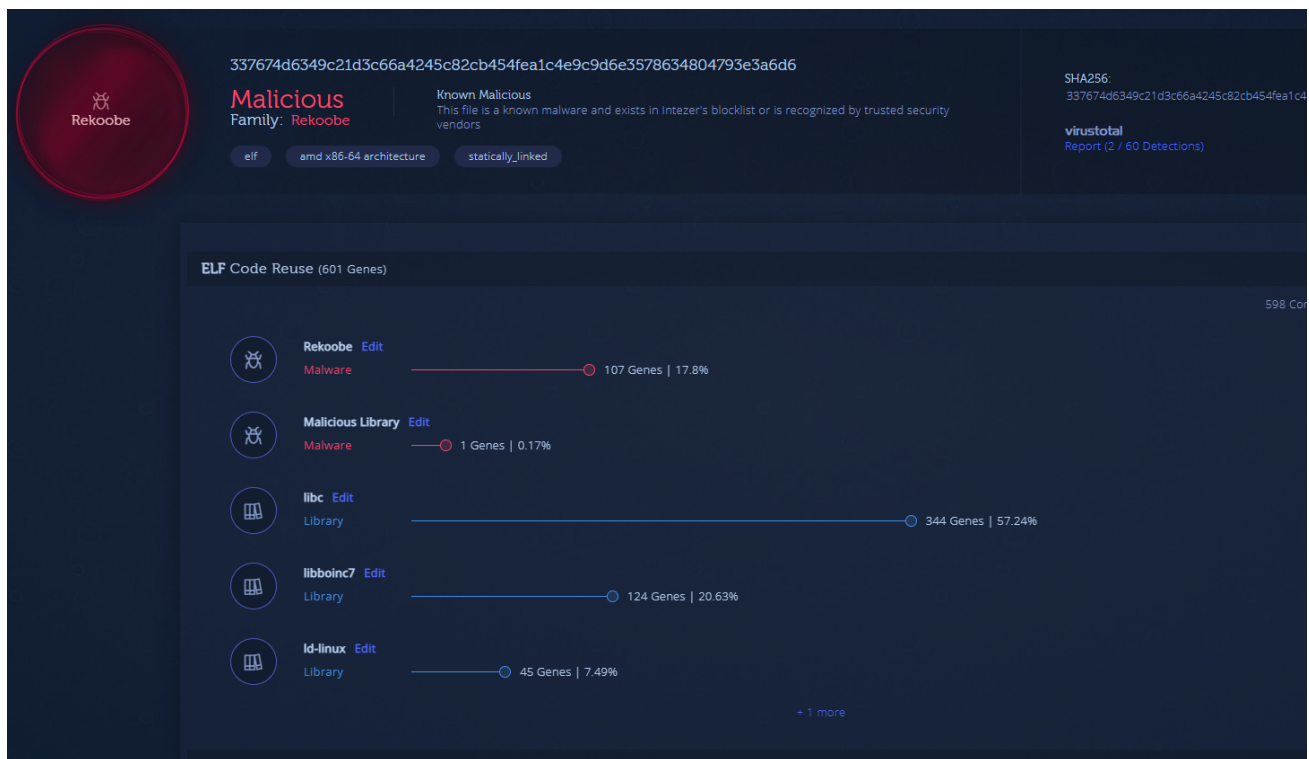 Rekoobe
337674d6349c21d3c66a4245c82cb454fea1c4e9c9d6e3578634804793e3a6d6
Malicious
Family: Rekoobe
Known Malicious
This file is a known malware and exists in Intezer's blocklist or is recognized by trusted security
vendors
elf
amd x86-64 architecture
statically_linked
SHA256:
337674d6349c21d3c66a4245c82cb454fea1c4
virustotal
Report (2 / 60 Detections)
ELF Code Reuse (601 Genes)
598 Cor
Rekoobe Edit
Malware 107 Genes | 17.8%
Malicious Library Edit
Malware 1 Genes | 0.17%
libc Edit
Library 344 Genes | 57.24%
libboinc7 Edit
Library 124 Genes | 20.63%
ld-linux Edit
Library 45 Genes | 7.49%
+ 1 more